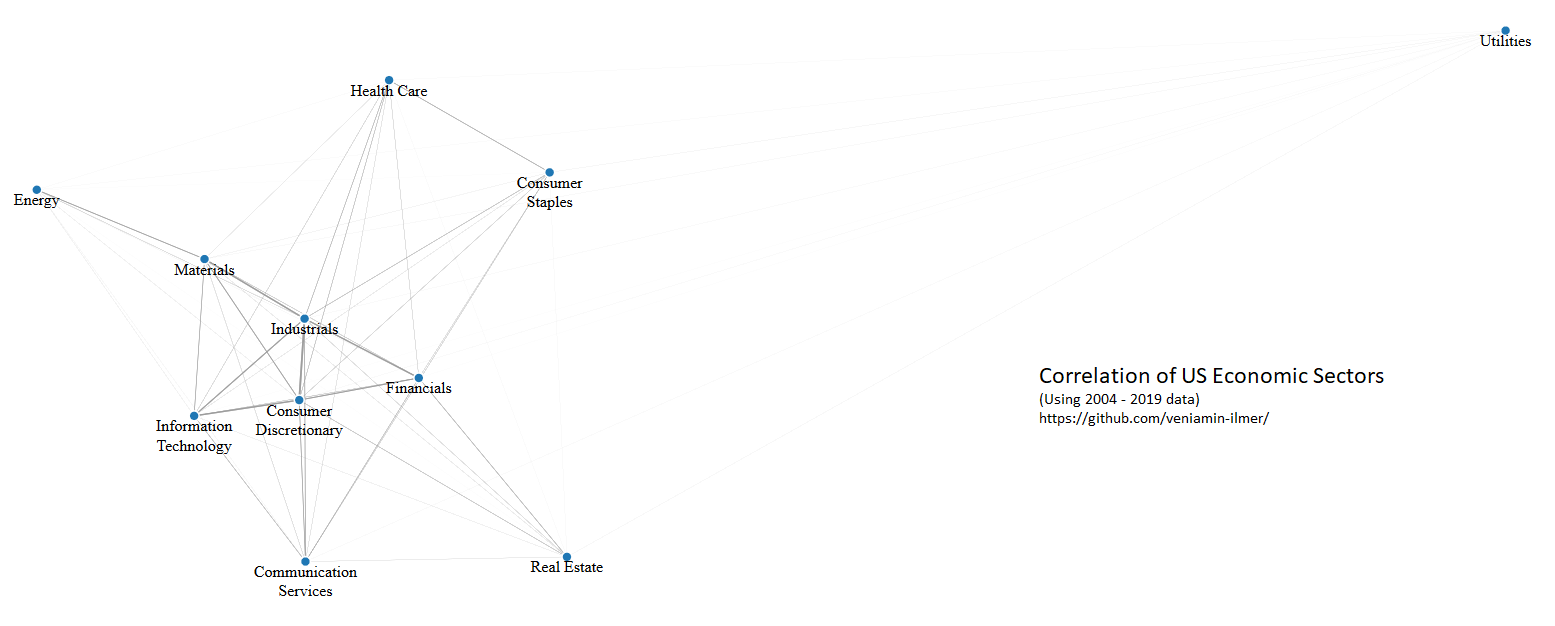 Utilities
Health Care
Consumer
Staples
Energy
Materials
Industrials
Financials
Consumer
Discretionary
Information
Technology
Communication
Services
Real Estate
Correlation of US Economic Sectors
(Using 2004 - 2019 data)
https://github.com/veniamin-ilmer/